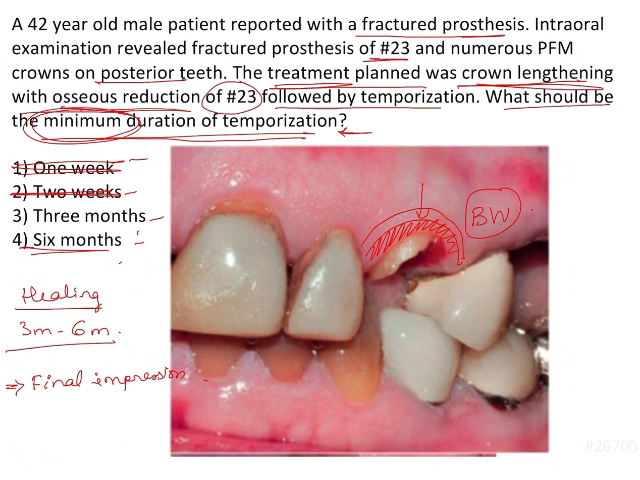 A 42 year old male patient reported with a fractured prosthesis. Intraoral
examination revealed fractured prosthesis of #23 and numerous PFM
crowns on posterior teeth. The treatment planned was crown lengthening
with osseous reduction of #23 followed by temporization. What should be
the minimum duration of temporization?
1) One week
2) Two weeks
3) Three months
4) Six months
BW
Healing
3m - 6m.
⇒ Final impression.
#26700